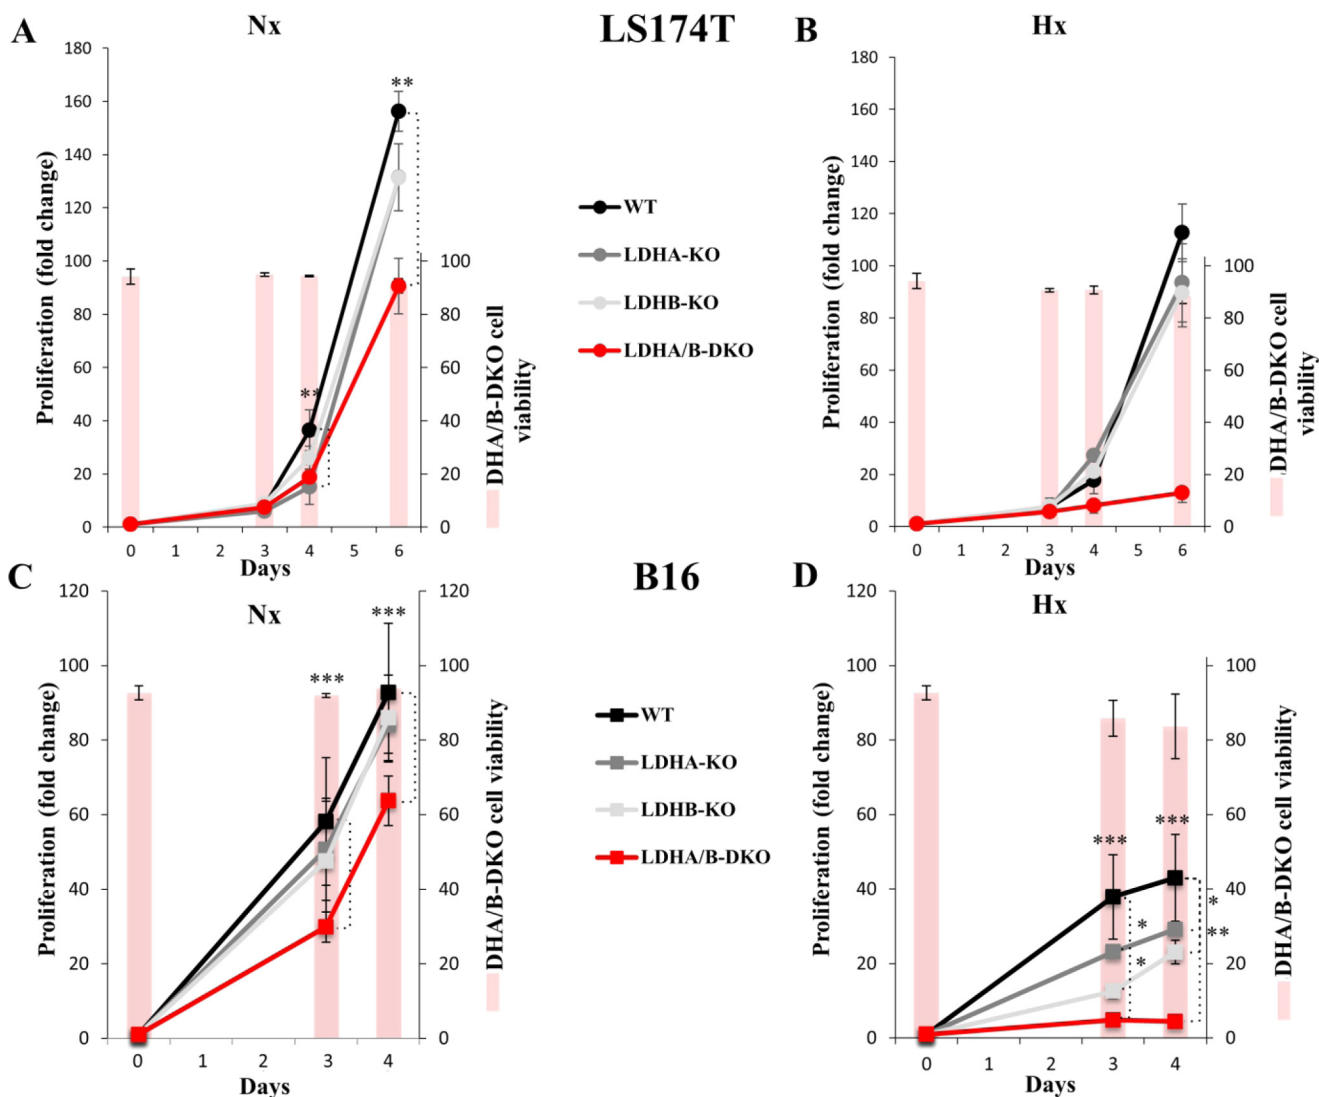 A
Nx
LS174T
B
Hx
180
160
140
120
100
80
60
40
20
0
Proliferation (fold change)
100
80
60
40
20
0
DHA/B-DKO cell
viability
**
**
0 1 2 3 4 5 6
Days
WT
LDHA-KO
LDHB-KO
LDHA/B-DKO
180
160
140
120
100
80
60
40
20
0
Proliferation (fold change)
100
80
60
40
20
0
DHA/B-DKO cell
viability
0 1 2 3 4 5 6
Days
C
Nx
B16
D
Hx
120
100
80
60
40
20
0
Proliferation (fold change)
120
100
80
60
40
20
0
DHA/B-DKO cell viability
***
***
0 1 2 3 4
Days
WT
LDHA-KO
LDHB-KO
LDHA/B-DKO
120
100
80
60
40
20
0
Proliferation (fold change)
100
80
60
40
20
0
DHA/B-DKO cell viability
***
***
*
*
*
**
0 1 2 3 4
Days